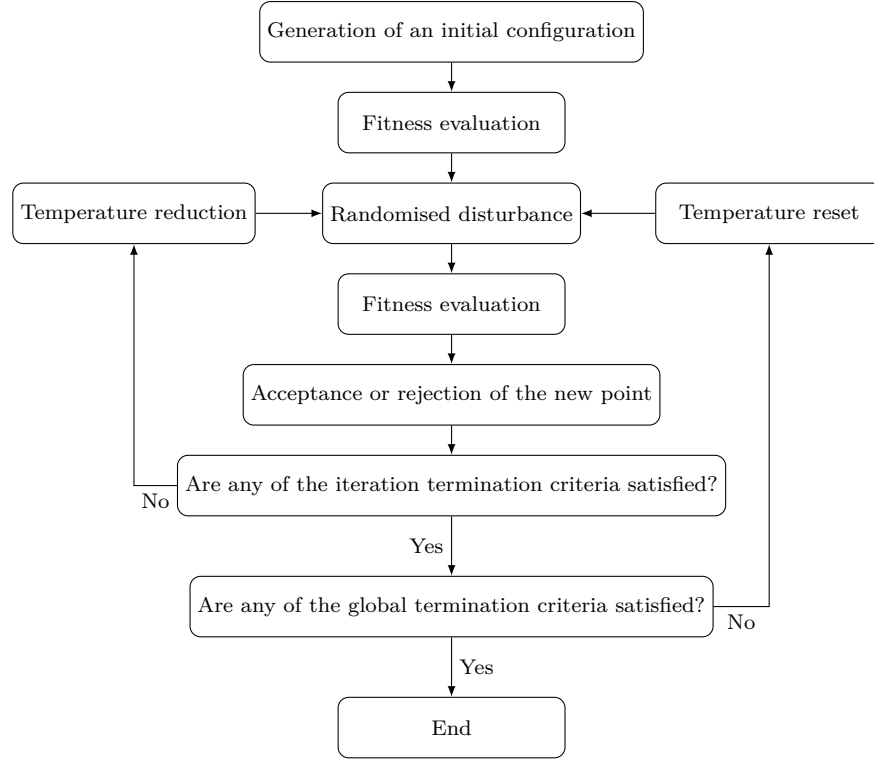 Generation of an initial configuration
Fitness evaluation
Temperature reduction
Randomised disturbance
Temperature reset
Fitness evaluation
Acceptance or rejection of the new point
Are any of the iteration termination criteria satisfied?
No
Yes
Are any of the global termination criteria satisfied?
No
Yes
End